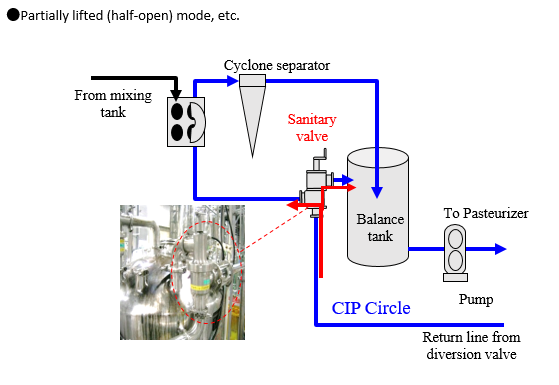 ●Partially lifted (half-open) mode, etc.
Cyclone separator
From mixing
tank
Sanitary
valve
Balance
tank
To Pasteurizer
CIP Circle
Pump
Return line from
diversion valve